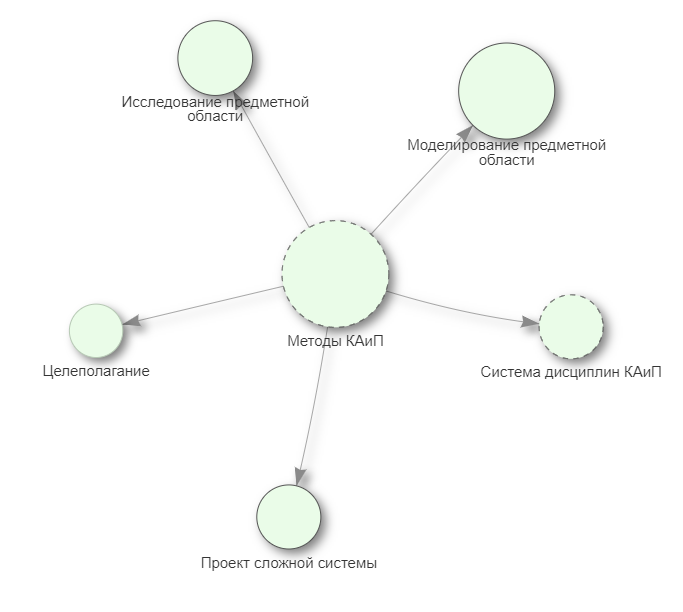 Исследование предметной
области
Моделирование предметной
области
Методы КАиП
Целеполагание
Система дисциплин КАиП
Проект сложной системы